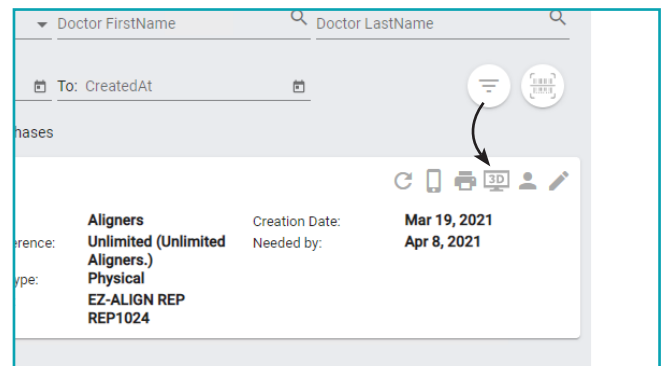 Doctor FirstName Doctor LastName
To: CreatedAt
hases
3D
Aligners Creation Date: Mar 19, 2021
erence: Unlimited (Unlimited Needed by: Apr 8, 2021
Aligners.)
ype: Physical
EZ-ALIGN REP
REP1024